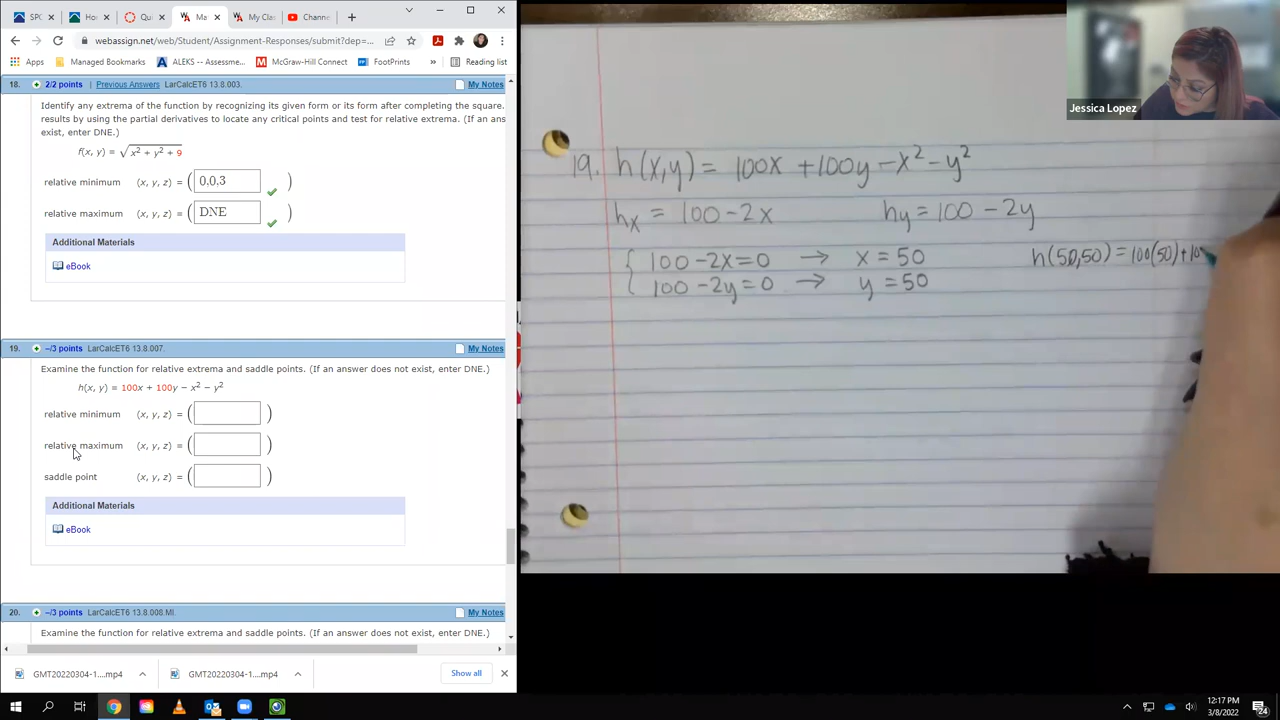 SPC
Ho
Qui
Ma
My Cla
Channe
webassign.net/web/Student/Assignment-Responses/submit?dep=...
Apps
Managed Bookmarks
ALEKS -- Assessme...
McGraw-Hill Connect
FootPrints
»
Reading list
18. 2/2 points | Previous Answers LarCalcET6 13.8.003. My Notes
Identify any extrema of the function by recognizing its given form or its form after completing the square.
results by using the partial derivatives to locate any critical points and test for relative extrema. (If an ans
exist, enter DNE.)
f(x, y) = √x² + y² + 9
relative minimum (x, y, z) = ( 0,0,3 )
relative maximum (x, y, z) = ( DNE )
Additional Materials
eBook
19. –/3 points LarCalcET6 13.8.007. My Notes
Examine the function for relative extrema and saddle points. (If an answer does not exist, enter DNE.)
h(x, y) = 100x + 100y − x² − y²
relative minimum (x, y, z) = ( )
relative maximum (x, y, z) = ( )
saddle point (x, y, z) = ( )
Additional Materials
eBook
20. –/3 points LarCalcET6 13.8.008.MI. My Notes
Examine the function for relative extrema and saddle points. (If an answer does not exist, enter DNE.)
GMT20220304-1....mp4
GMT20220304-1....mp4
Show all
12:17 PM
3/8/2022
24
Jessica Lopez
19. h(x,y) = 100x + 100y − x² − y²
hx = 100 − 2x hy = 100 − 2y
{ 100 − 2x = 0 → x = 50 h(50,50) = 100(50) + 10
100 − 2y = 0 → y = 50